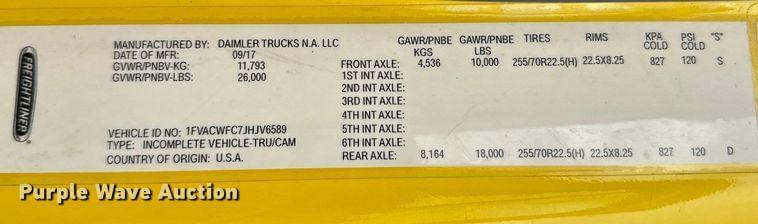 FREIGHTLINER
MANUFACTURED BY: DAIMLER TRUCKS N.A. LLC
DATE OF MFR: 09/17
GVWR/PNBV-KG: 11,793
GVWR/PNBV-LBS: 26,000
VEHICLE ID NO: 1FVACWFC7JHJV6589
TYPE: INCOMPLETE VEHICLE-TRU/CAM
COUNTRY OF ORIGIN: U.S.A.
GAWR/PNBE KGS GAWR/PNBE LBS TIRES RIMS KPA COLD PSI COLD "S"
FRONT AXLE: 4,536 10,000 255/70R22.5(H) 22.5X8.25 827 120 S
1ST INT AXLE:
2ND INT AXLE:
3RD INT AXLE:
4TH INT AXLE:
5TH INT AXLE:
6TH INT AXLE:
REAR AXLE: 8,164 18,000 255/70R22.5(H) 22.5X8.25 827 120 D
Purple Wave Auction